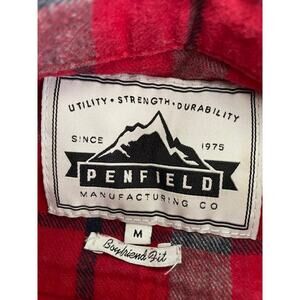 UTILITY • STRENGTH • DURABILITY
SINCE 1975
PENFIELD
MANUFACTURING CO
M
Boyfriend Fit